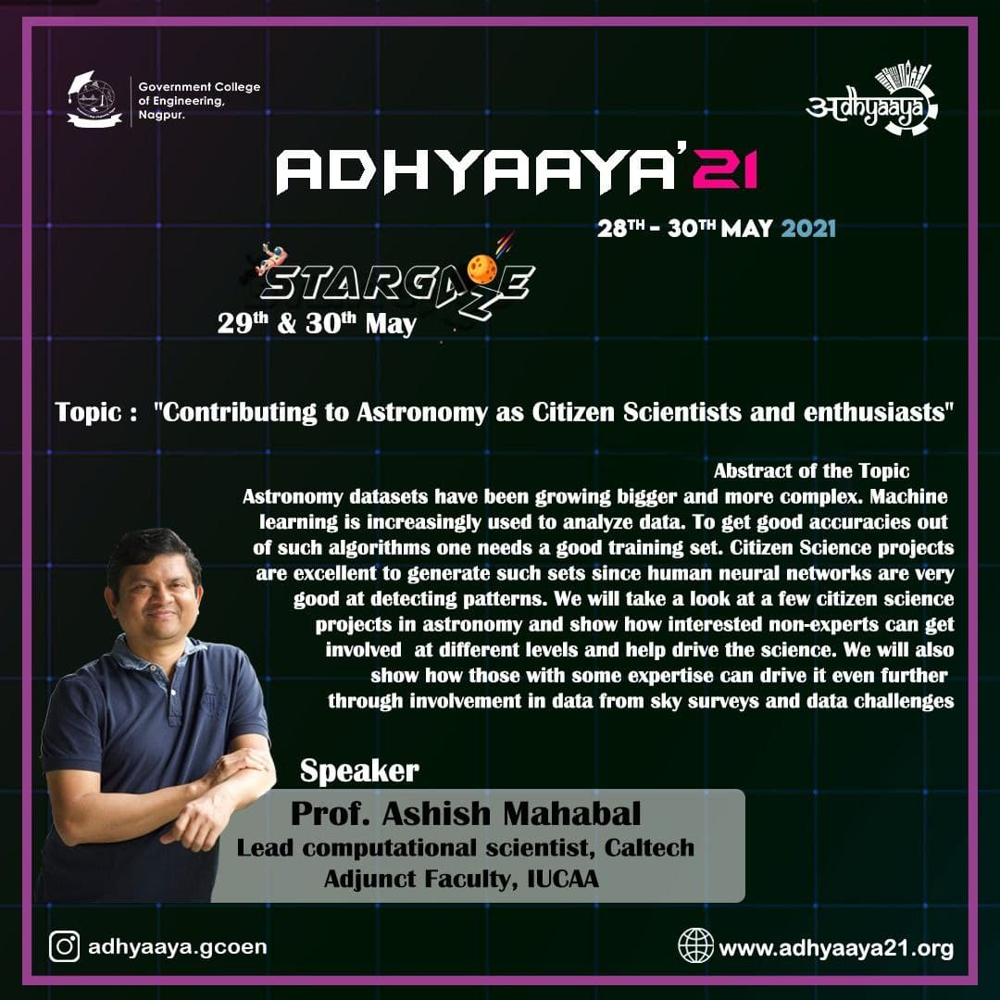 Government College
of Engineering,
Nagpur.
अdhyaaya
ADHYAAYA'21
28TH - 30TH MAY 2021
STARGAZE
29th & 30th May
Topic : "Contributing to Astronomy as Citizen Scientists and enthusiasts"
Abstract of the Topic
Astronomy datasets have been growing bigger and more complex. Machine
learning is increasingly used to analyze data. To get good accuracies out
of such algorithms one needs a good training set. Citizen Science projects
are excellent to generate such sets since human neural networks are very
good at detecting patterns. We will take a look at a few citizen science
projects in astronomy and show how interested non-experts can get
involved at different levels and help drive the science. We will also
show how those with some expertise can drive it even further
through involvement in data from sky surveys and data challenges
Speaker
Prof. Ashish Mahabal
Lead computational scientist, Caltech
Adjunct Faculty, IUCAA
adhyaaya.gcoen
www.adhyaaya21.org